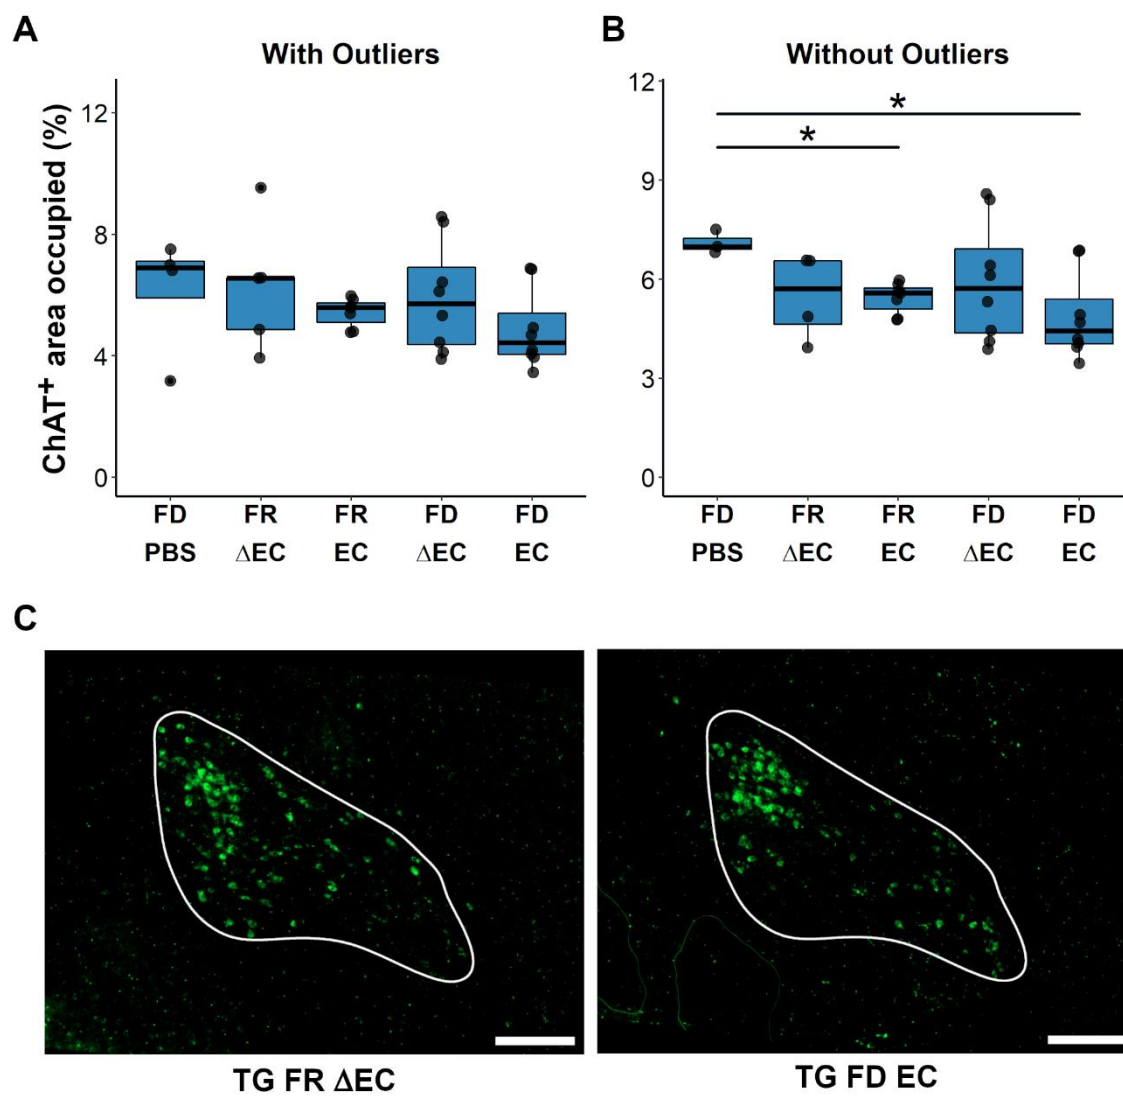 A
With Outliers
ChAT+ area occupied (%)
12
8
4
0
FD FR FR FD FD
PBS ΔEC EC ΔEC EC
B
Without Outliers
12
9
6
3
0
* *
FD FR FR FD FD
PBS ΔEC EC ΔEC EC
C
TG FR ΔEC
TG FD EC